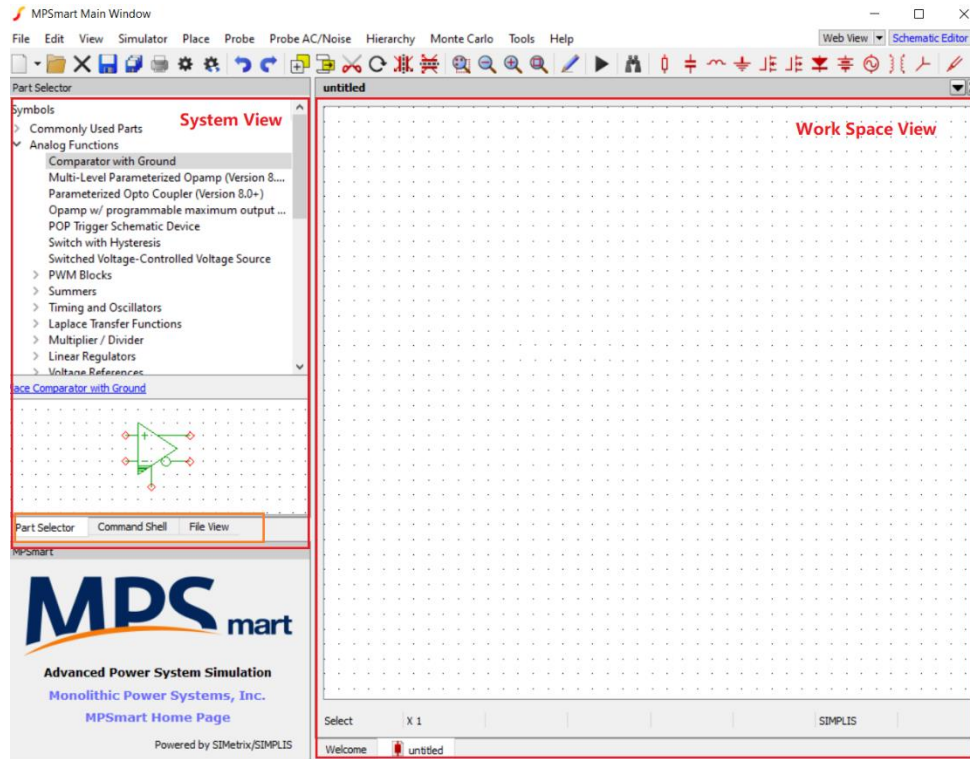 MPSmart Main Window
File Edit View Simulator Place Probe Probe AC/Noise Hierarchy Monte Carlo Tools Help
Web View Schematic Editor
Part Selector
untitled
Symbols
System View
Work Space View
Commonly Used Parts
Analog Functions
Comparator with Ground
Multi-Level Parameterized Opamp (Version 8....
Parameterized Opto Coupler (Version 8.0+)
Opamp w/ programmable maximum output ...
POP Trigger Schematic Device
Switch with Hysteresis
Switched Voltage-Controlled Voltage Source
PWM Blocks
Summers
Timing and Oscillators
Laplace Transfer Functions
Multiplier / Divider
Linear Regulators
Voltage References
lace Comparator with Ground
Part Selector Command Shell File View
MPSmart
MPS mart
Advanced Power System Simulation
Monolithic Power Systems, Inc.
MPSmart Home Page
Powered by SIMetrix/SIMPLIS
Select X 1 SIMPLIS
Welcome untitled